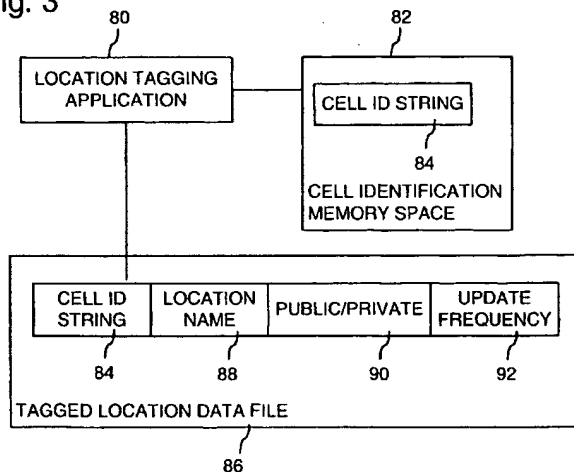 Fig. 3
80
82
LOCATION TAGGING
APPLICATION
CELL ID STRING
84
CELL IDENTIFICATION
MEMORY SPACE
CELL ID
STRING
LOCATION
NAME
PUBLIC/PRIVATE
UPDATE
FREQUENCY
84
88
90
92
TAGGED LOCATION DATA FILE
86